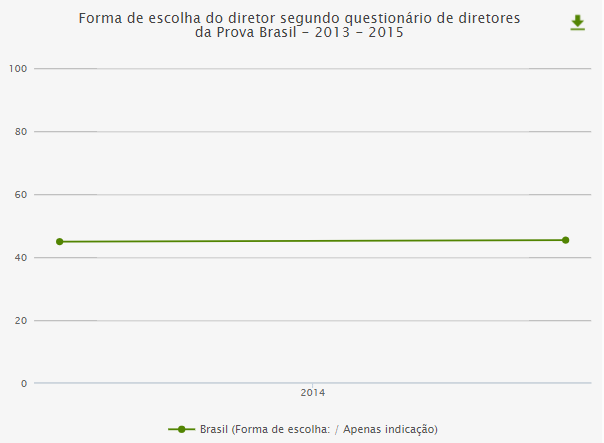 Forma de escolha do diretor segundo questionário de diretores
da Prova Brasil - 2013 - 2015
100
80
60
40
20
0
2014
Brasil (Forma de escolha: / Apenas indicação)